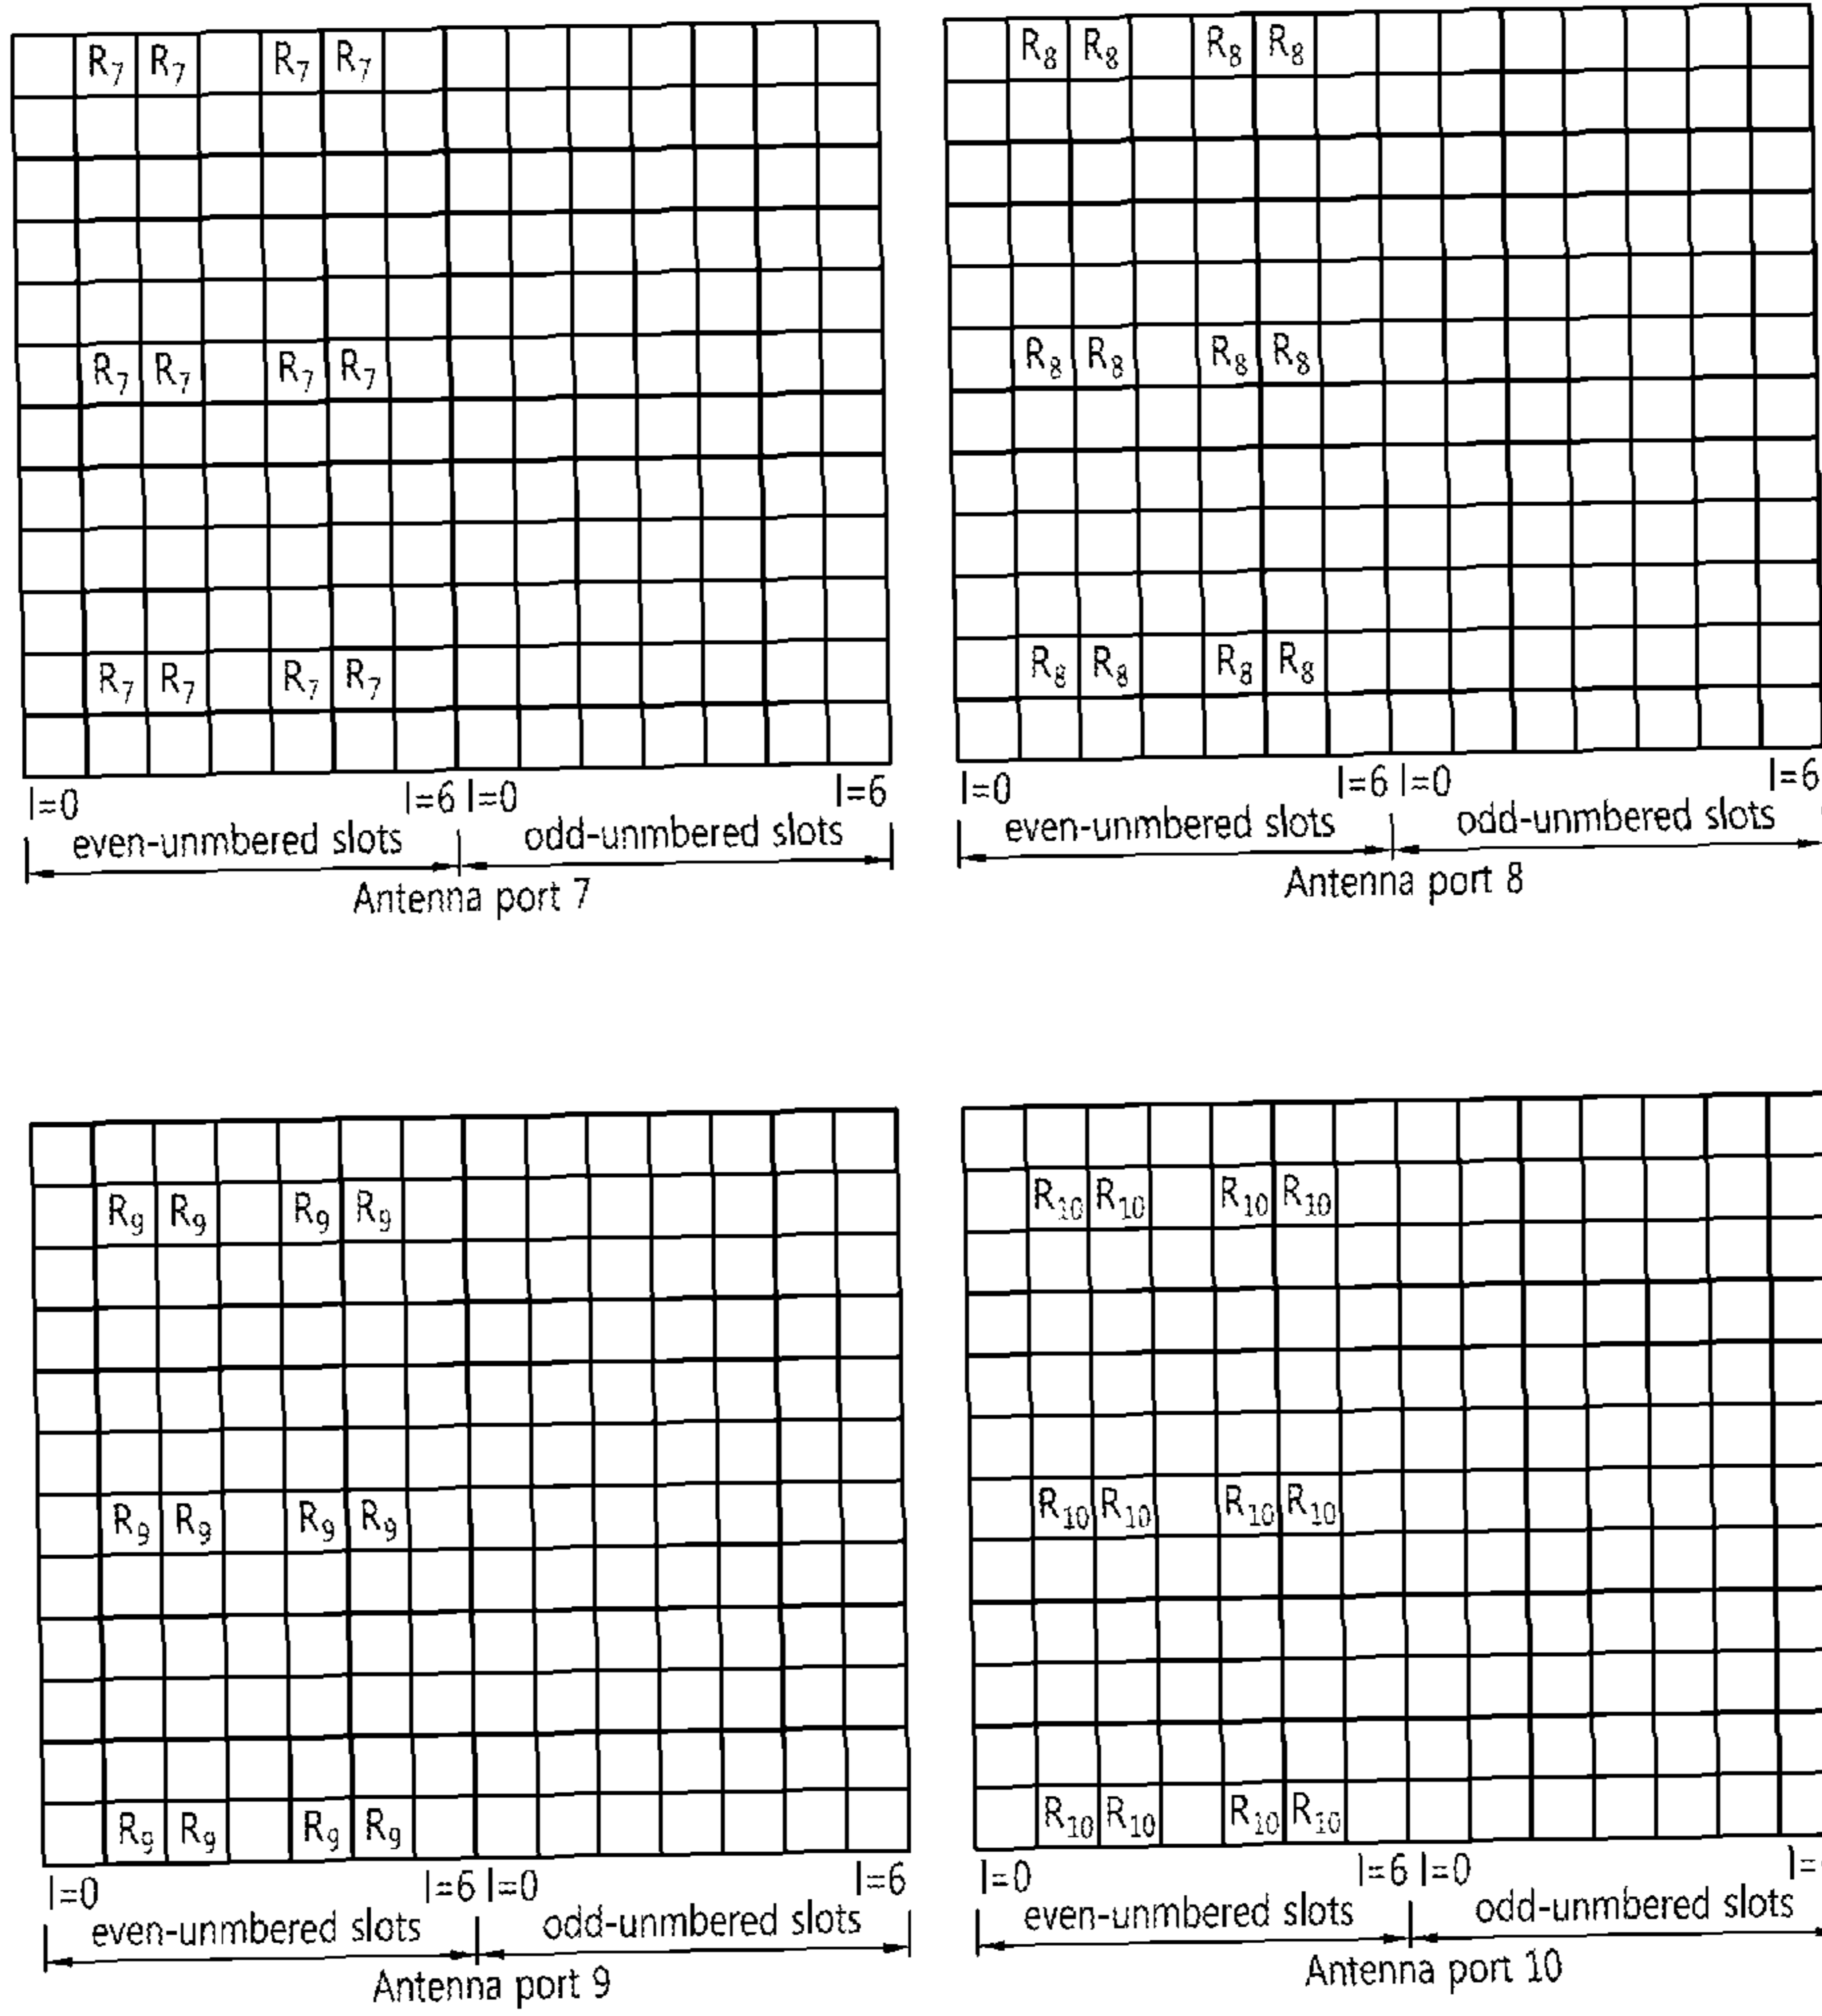 R7 R7 R7 R7
R7 R7 R7 R7
R7 R7 R7 R7
l=0 l=6 l=0 l=6
even-unmbered slots odd-unmbered slots
Antenna port 7
R8 R8 R8 R8
R8 R8 R8 R8
R8 R8 R8 R8
l=0 l=6 l=0 l=6
even-unmbered slots odd-unmbered slots
Antenna port 8
R9 R9 R9 R9
R9 R9 R9 R9
R9 R9 R9 R9
l=0 l=6 l=0 l=6
even-unmbered slots odd-unmbered slots
Antenna port 9
R10 R10 R10 R10
R10 R10 R10 R10
R10 R10 R10 R10
l=0 l=6 l=0 l=
even-unmbered slots odd-unmbered slots
Antenna port 10